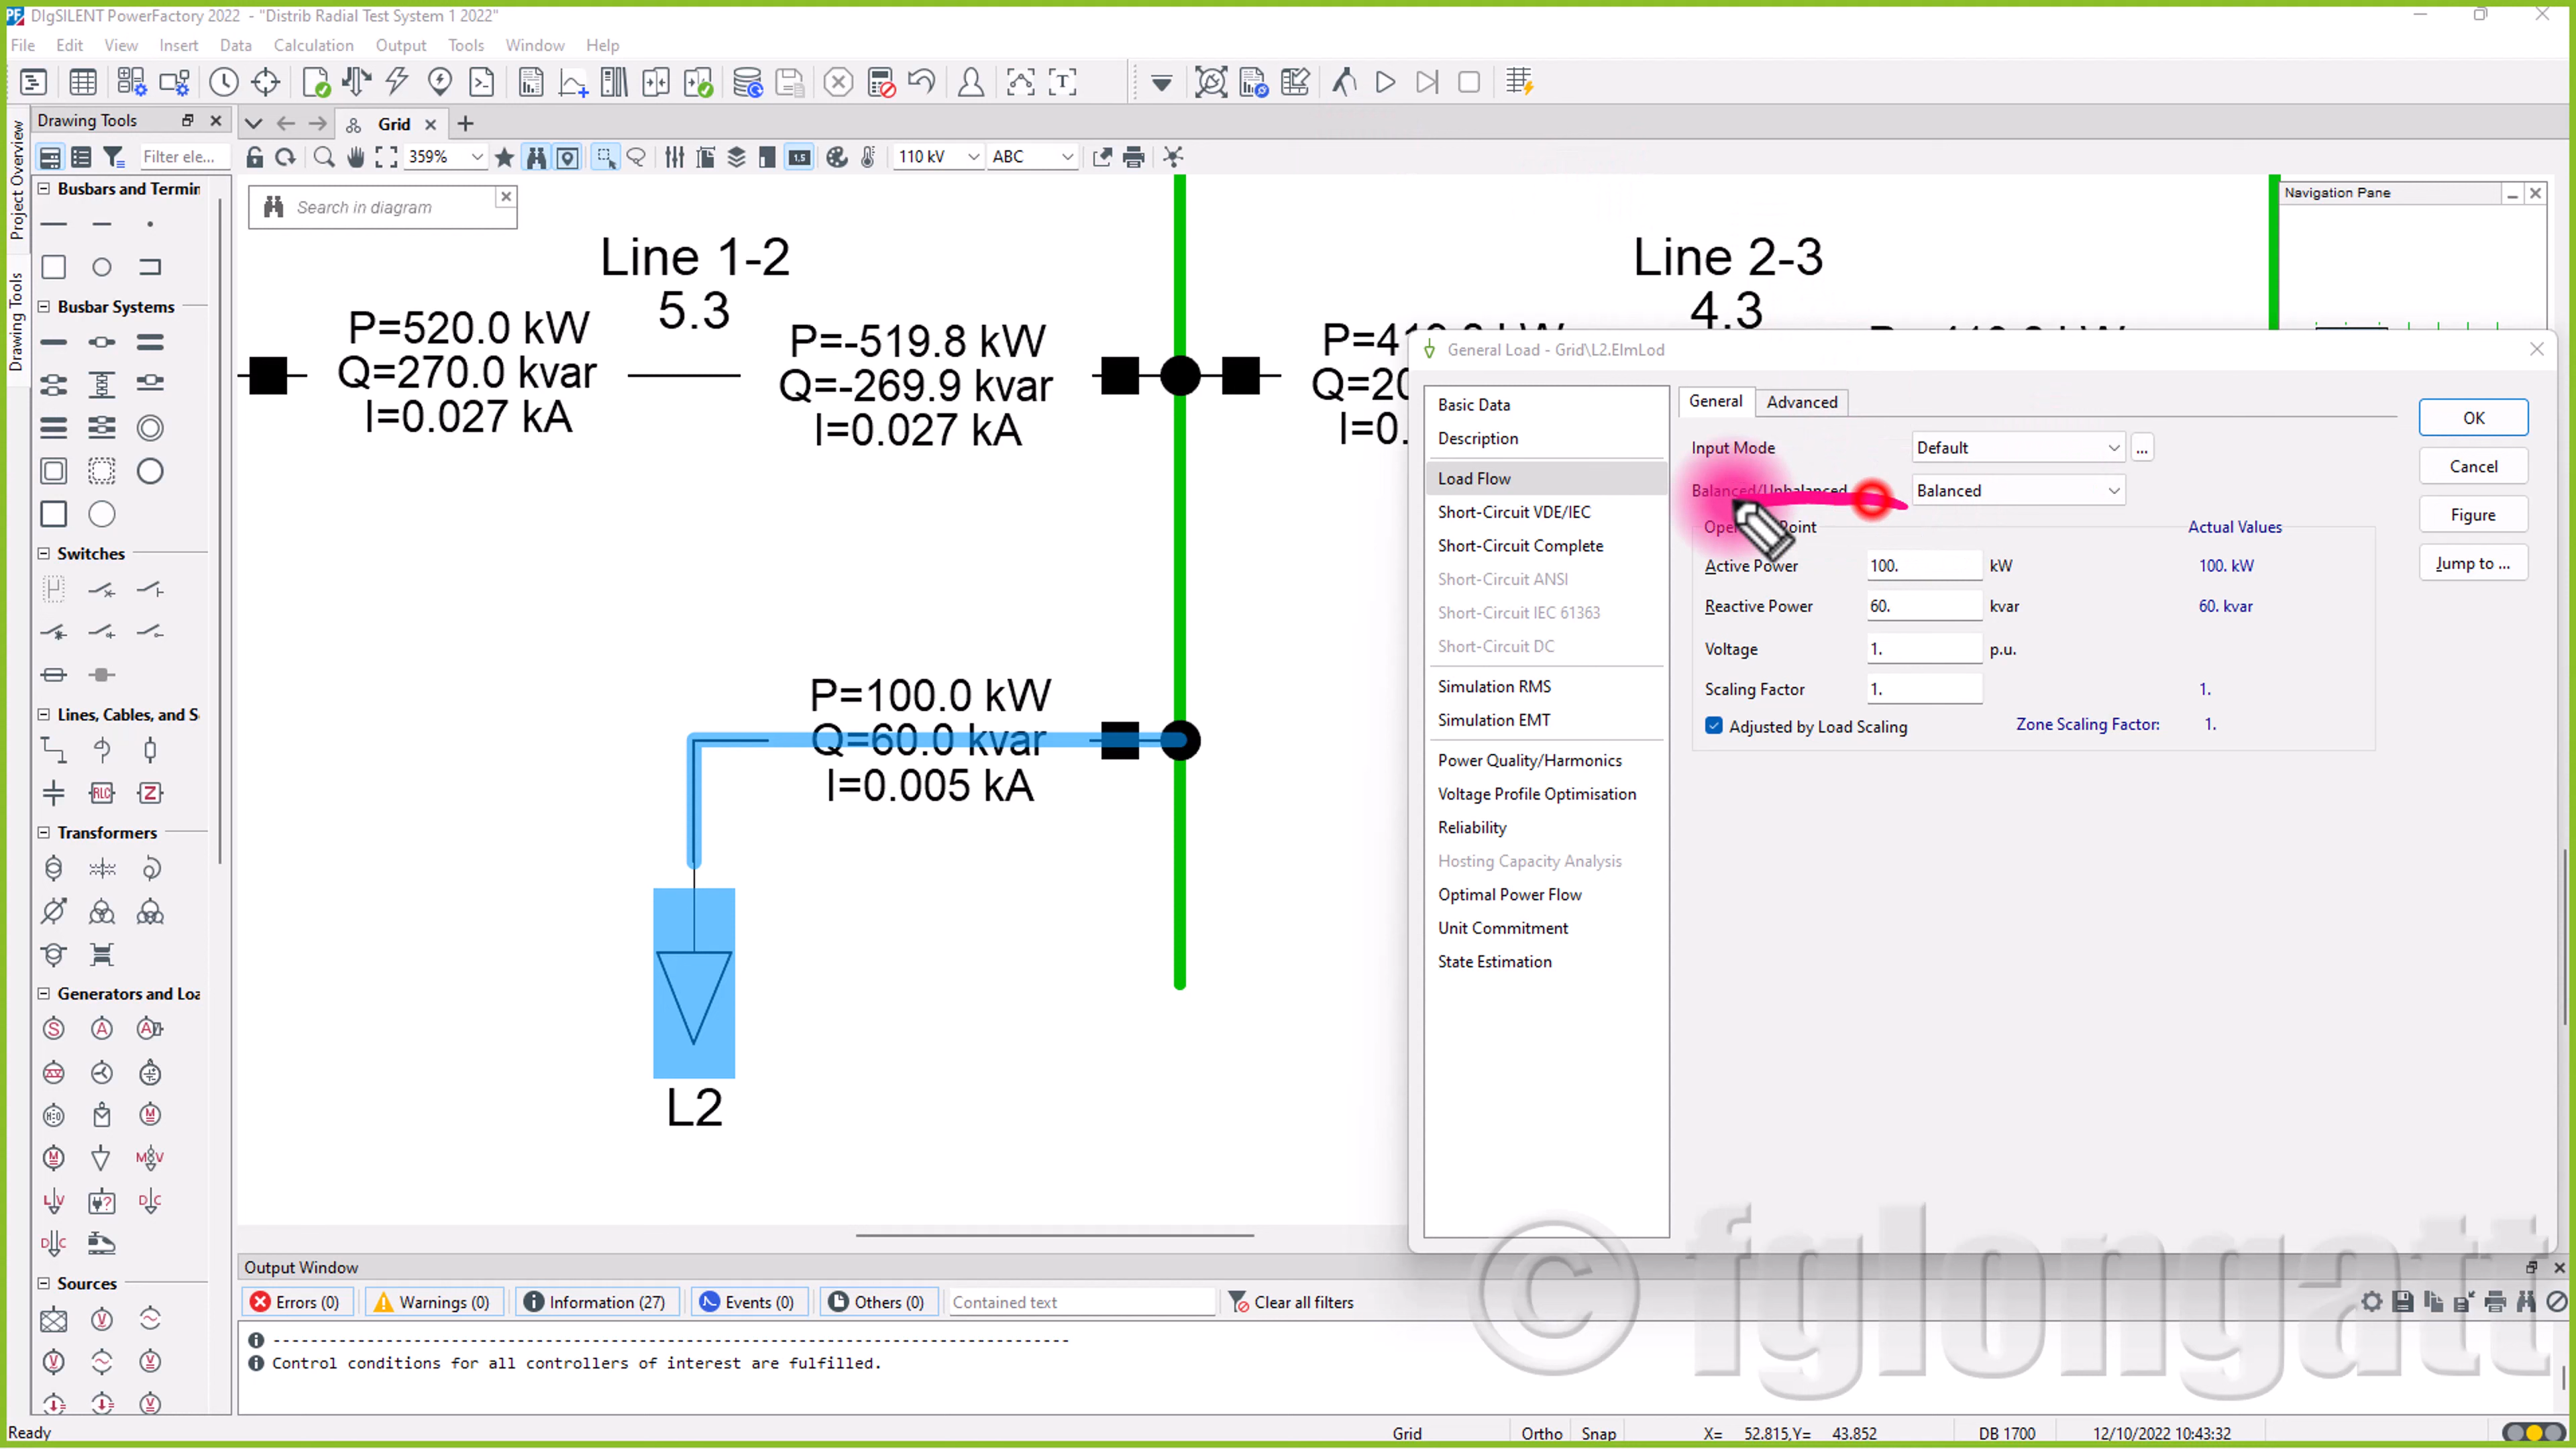 DIgSILENT PowerFactory 2022 - "Distrib Radial Test System 1 2022"
File Edit View Insert Data Calculation Output Tools Window Help
Drawing Tools
Grid
Filter ele...
359%
110 kV
ABC
Project Overview
Drawing Tools
Busbars and Termin
Busbar Systems
Switches
Lines, Cables, and S
Transformers
Generators and Loa
Sources
Search in diagram
Navigation Pane
Line 1-2
5.3
P=520.0 kW
Q=270.0 kvar
I=0.027 kA
P=-519.8 kW
Q=-269.9 kvar
I=0.027 kA
Line 2-3
4.3
Q=20
I=0.
P=100.0 kW
Q=60.0 kvar
I=0.005 kA
L2
General Load - Grid\L2.ElmLod
Basic Data
Description
Load Flow
Short-Circuit VDE/IEC
Short-Circuit Complete
Short-Circuit ANSI
Short-Circuit IEC 61363
Short-Circuit DC
Simulation RMS
Simulation EMT
Power Quality/Harmonics
Voltage Profile Optimisation
Reliability
Hosting Capacity Analysis
Optimal Power Flow
Unit Commitment
State Estimation
General Advanced
Input Mode Default ...
Balanced/Unbalanced Balanced
Point Actual Values
Active Power 100. kW 100. kW
Reactive Power 60. kvar 60. kvar
Voltage 1. p.u.
Scaling Factor 1. 1.
Adjusted by Load Scaling Zone Scaling Factor: 1.
OK
Cancel
Figure
Jump to ...
Output Window
Errors (0) Warnings (0) Information (27) Events (0) Others (0) Contained text Clear all filters
--------------------------------------------------------------------------------
Control conditions for all controllers of interest are fulfilled.
© fglongatt
Ready Grid Ortho Snap X= 52.815,Y= 43.852 DB 1700 12/10/2022 10:43:32